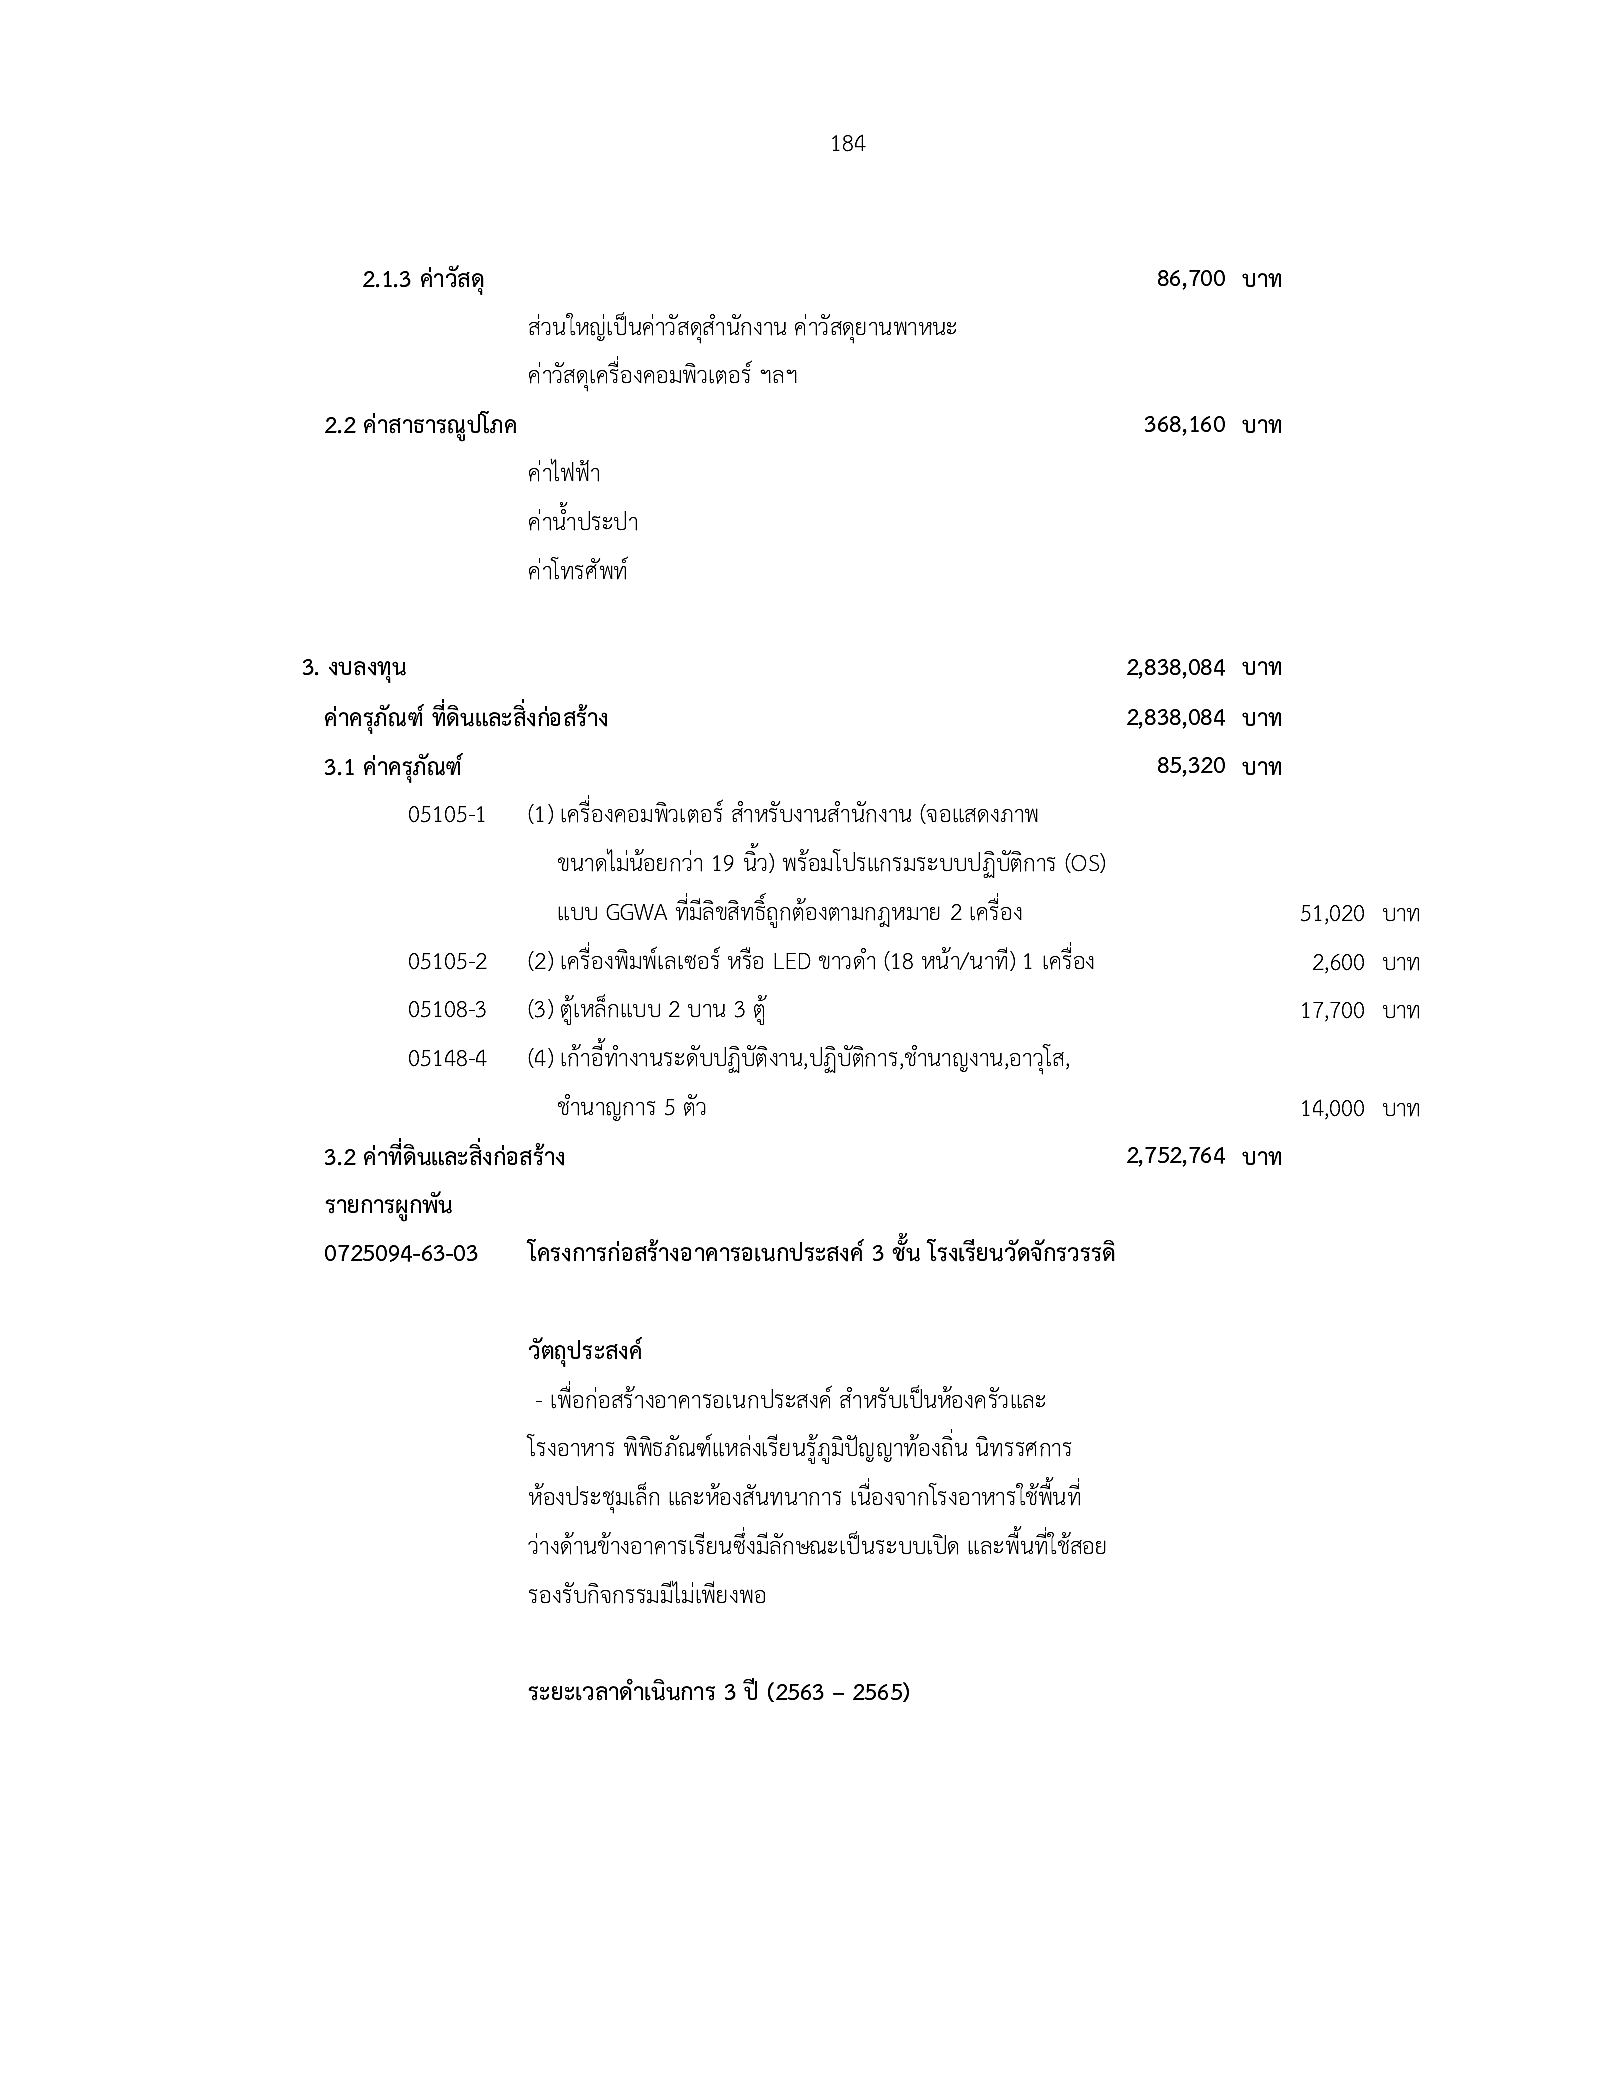 184
2.1.3 ค่าวัสดุ 86,700 บาท
ส่วนใหญ่เป็นค่าวัสดุสำนักงาน ค่าวัสดุยานพาหนะ
ค่าวัสดุเครื่องคอมพิวเตอร์ ฯลฯ
2.2 ค่าสาธารณูปโภค 368,160 บาท
ค่าไฟฟ้า
ค่าน้ำประปา
ค่าโทรศัพท์
3. งบลงทุน 2,838,084 บาท
ค่าครุภัณฑ์ ที่ดินและสิ่งก่อสร้าง 2,838,084 บาท
3.1 ค่าครุภัณฑ์ 85,320 บาท
05105-1 (1) เครื่องคอมพิวเตอร์ สำหรับงานสำนักงาน (จอแสดงภาพ
ขนาดไม่น้อยกว่า 19 นิ้ว) พร้อมโปรแกรมระบบปฏิบัติการ (OS)
แบบ GGWA ที่มีลิขสิทธิ์ถูกต้องตามกฎหมาย 2 เครื่อง 51,020 บาท
05105-2 (2) เครื่องพิมพ์เลเซอร์ หรือ LED ขาวดำ (18 หน้า/นาที) 1 เครื่อง 2,600 บาท
05108-3 (3) ตู้เหล็กแบบ 2 บาน 3 ตู้ 17,700 บาท
05148-4 (4) เก้าอี้ทำงานระดับปฏิบัติงาน,ปฏิบัติการ,ชำนาญงาน,อาวุโส,
ชำนาญการ 5 ตัว 14,000 บาท
3.2 ค่าที่ดินและสิ่งก่อสร้าง 2,752,764 บาท
รายการผูกพัน
0725094-63-03 โครงการก่อสร้างอาคารอเนกประสงค์ 3 ชั้น โรงเรียนวัดจักรวรรดิ
วัตถุประสงค์
- เพื่อก่อสร้างอาคารอเนกประสงค์ สำหรับเป็นห้องครัวและ
โรงอาหาร พิพิธภัณฑ์แหล่งเรียนรู้ภูมิปัญญาท้องถิ่น นิทรรศการ
ห้องประชุมเล็ก และห้องสันทนาการ เนื่องจากโรงอาหารใช้พื้นที่
ว่างด้านข้างอาคารเรียนซึ่งมีลักษณะเป็นระบบเปิด และพื้นที่ใช้สอย
รองรับกิจกรรมมีไม่เพียงพอ
ระยะเวลาดำเนินการ 3 ปี (2563 – 2565)